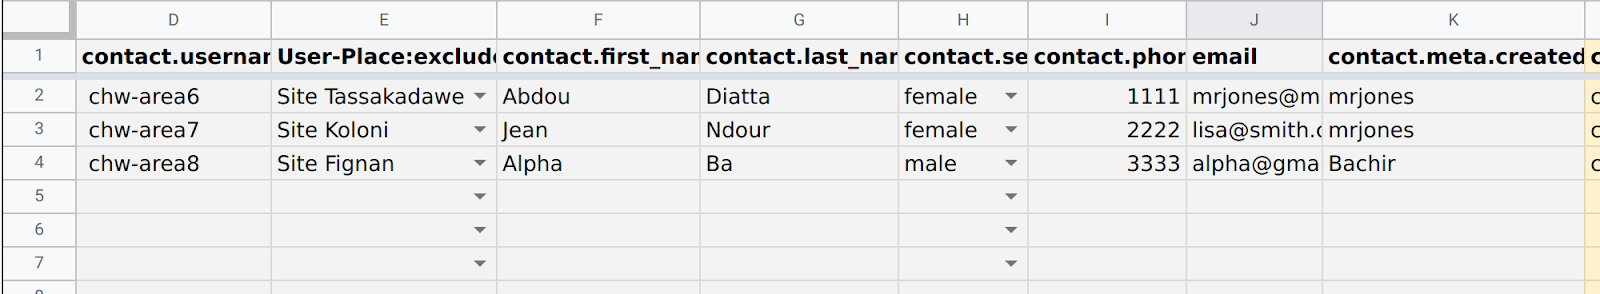 D E F G H I J K
1 contact.usernar User-Place:exclude contact.first_nar contact.last_nar contact.se contact.phor email contact.meta.created c
2 chw-area6 Site Tassakadawe Abdou Diatta female 1111 mrjones@m mrjones c
3 chw-area7 Site Koloni Jean Ndour female 2222 lisa@smith.c mrjones c
4 chw-area8 Site Fignan Alpha Ba male 3333 alpha@gma Bachir c
5
6
7
8